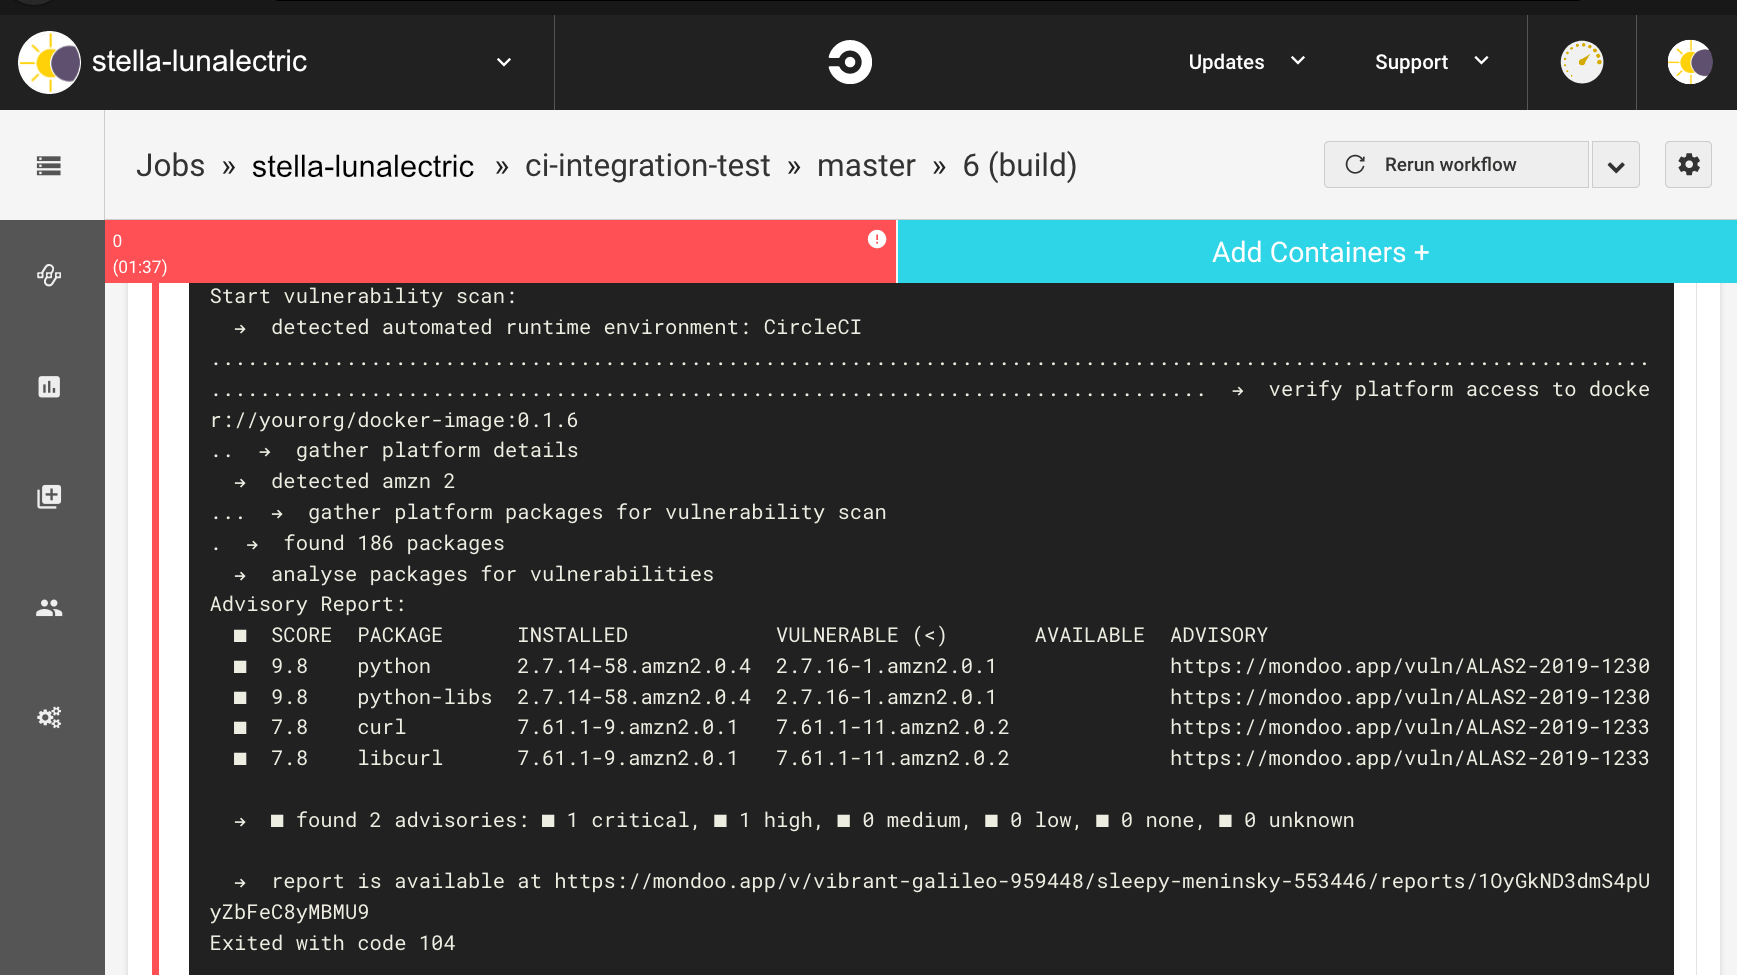 stella-lunalectric
Updates
Support
Jobs » stella-lunalectric » ci-integration-test » master » 6 (build)
Rerun workflow
0
(01:37)
Add Containers +
Start vulnerability scan:
→ detected automated runtime environment: CircleCI
.....................................................................................................................
................................................................................. → verify platform access to docke
r://yourorg/docker-image:0.1.6
.. → gather platform details
→ detected amzn 2
... → gather platform packages for vulnerability scan
. → found 186 packages
→ analyse packages for vulnerabilities
Advisory Report:
■ SCORE PACKAGE INSTALLED VULNERABLE (<) AVAILABLE ADVISORY
■ 9.8 python 2.7.14-58.amzn2.0.4 2.7.16-1.amzn2.0.1 https://mondoo.app/vuln/ALAS2-2019-1230
■ 9.8 python-libs 2.7.14-58.amzn2.0.4 2.7.16-1.amzn2.0.1 https://mondoo.app/vuln/ALAS2-2019-1230
■ 7.8 curl 7.61.1-9.amzn2.0.1 7.61.1-11.amzn2.0.2 https://mondoo.app/vuln/ALAS2-2019-1233
■ 7.8 libcurl 7.61.1-9.amzn2.0.1 7.61.1-11.amzn2.0.2 https://mondoo.app/vuln/ALAS2-2019-1233
→ ■ found 2 advisories: ■ 1 critical, ■ 1 high, ■ 0 medium, ■ 0 low, ■ 0 none, ■ 0 unknown
→ report is available at https://mondoo.app/v/vibrant-galileo-959448/sleepy-meninsky-553446/reports/1OyGkND3dmS4pU
yZbFeC8yMBMU9
Exited with code 104